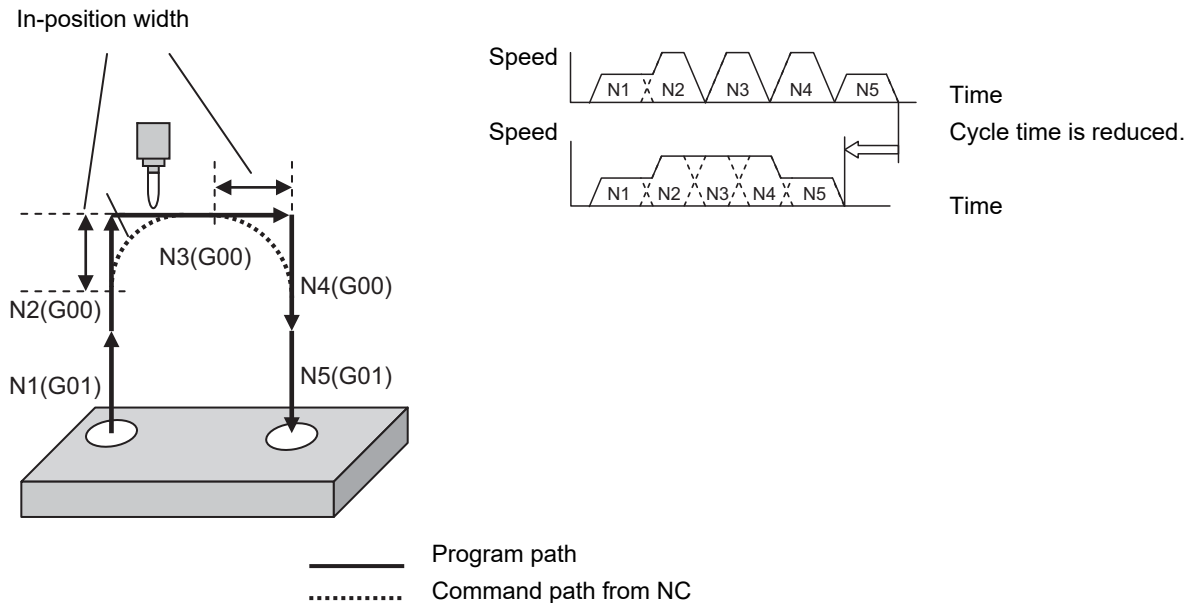 In-position width
N3(G00)
N2(G00)
N4(G00)
N1(G01)
N5(G01)
Speed
N1 N2 N3 N4 N5
Time
Cycle time is reduced.
Speed
N1 N2 N3 N4 N5
Time
Program path
Command path from NC